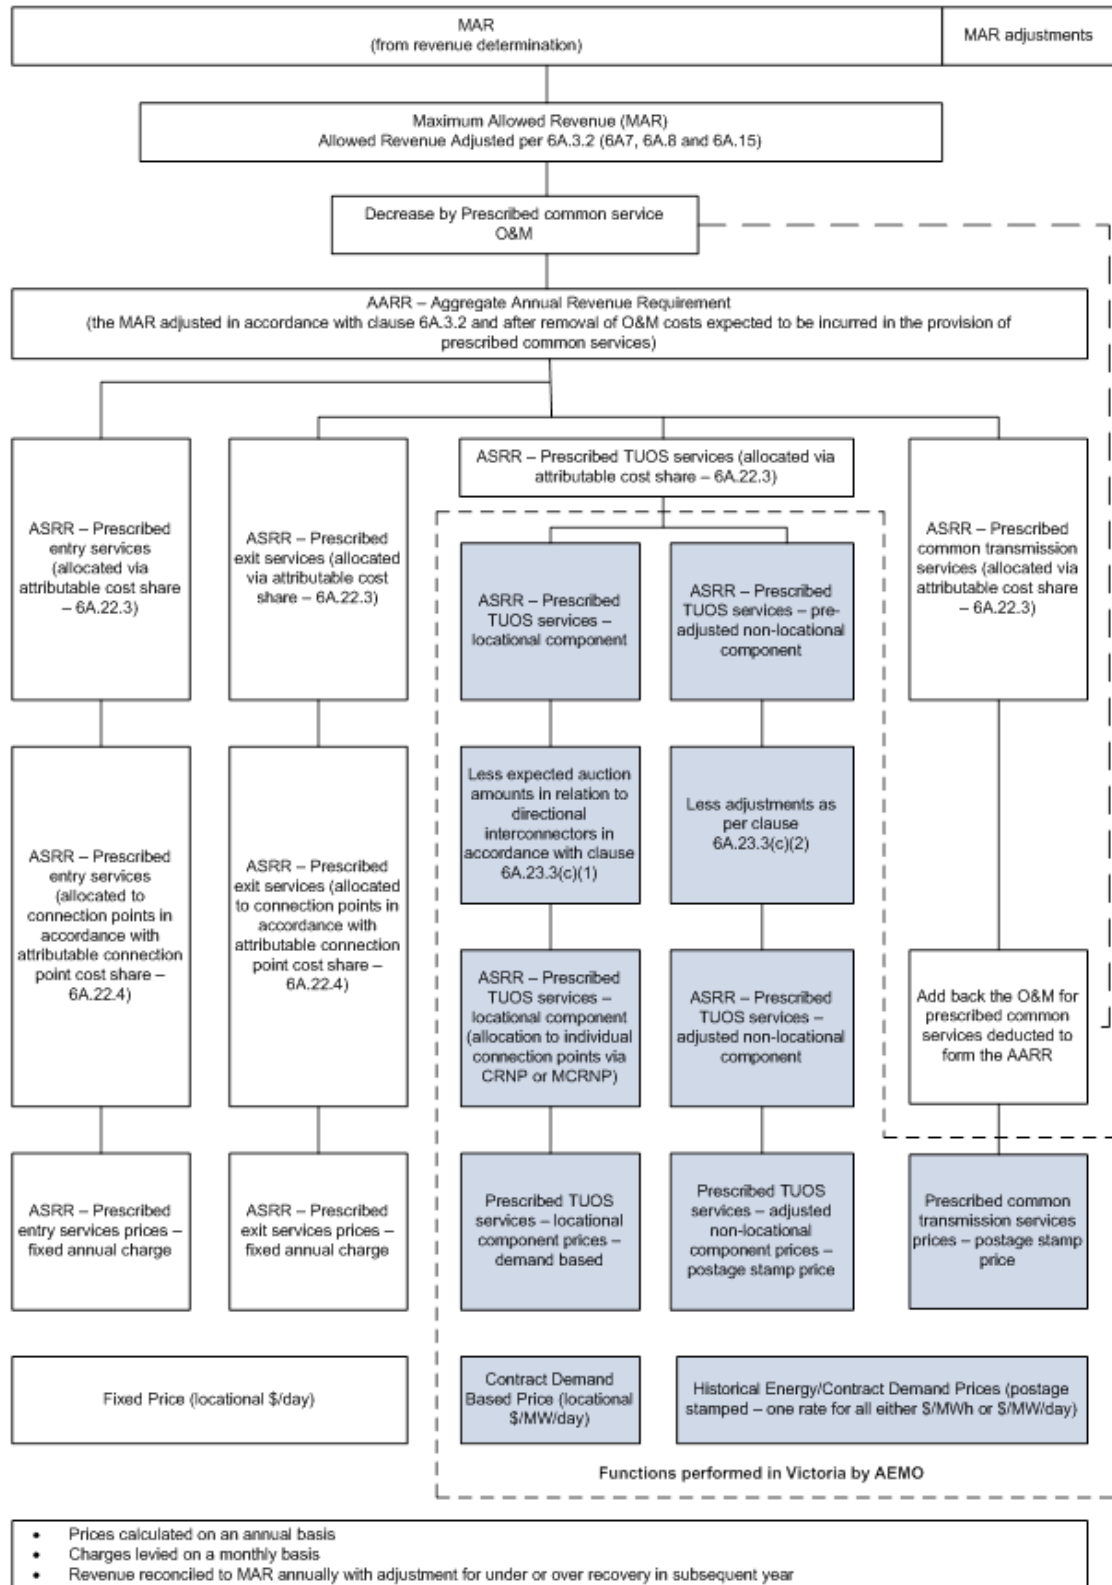 MAR
(from revenue determination)
MAR adjustments
Maximum Allowed Revenue (MAR)
Allowed Revenue Adjusted per 6A.3.2 (6A7, 6A.8 and 6A.15)
Decrease by Prescribed common service
O&M
AARR – Aggregate Annual Revenue Requirement
(the MAR adjusted in accordance with clause 6A.3.2 and after removal of O&M costs expected to be incurred in the provision of
prescribed common services)
ASRR – Prescribed
entry services
(allocated via
attributable cost share
– 6A.22.3)
ASRR – Prescribed
exit services (allocated
via attributable cost
share – 6A.22.3)
ASRR – Prescribed TUOS services (allocated via
attributable cost share – 6A.22.3)
ASRR – Prescribed
TUOS services –
locational component
ASRR – Prescribed
TUOS services – pre-
adjusted non-locational
component
ASRR – Prescribed
common transmission
services (allocated via
attributable cost share
– 6A.22.3)
ASRR – Prescribed
entry services
(allocated to
connection points in
accordance with
attributable connection
point cost share –
6A.22.4)
ASRR – Prescribed
exit services (allocated
to connection points in
accordance with
attributable connection
point cost share –
6A.22.4)
Less expected auction
amounts in relation to
directional
interconnectors in
accordance with clause
6A.23.3(c)(1)
Less adjustments as
per clause
6A.23.3(c)(2)
ASRR – Prescribed
TUOS services –
locational component
(allocation to individual
connection points via
CRNP or MCRNP)
ASRR – Prescribed
TUOS services –
adjusted non-locational
component
Add back the O&M for
prescribed common
services deducted to
form the AARR
ASRR – Prescribed
entry services prices –
fixed annual charge
ASRR – Prescribed
exit services prices –
fixed annual charge
Prescribed TUOS
services – locational
component prices –
demand based
Prescribed TUOS
services – adjusted
non-locational
component prices –
postage stamp price
Prescribed common
transmission services
prices – postage stamp
price
Fixed Price (locational $/day)
Contract Demand
Based Price (locational
$/MW/day)
Historical Energy/Contract Demand Prices (postage
stamped – one rate for all either $/MWh or $/MW/day)
Functions performed in Victoria by AEMO
• Prices calculated on an annual basis
• Charges levied on a monthly basis
• Revenue reconciled to MAR annually with adjustment for under or over recovery in subsequent year